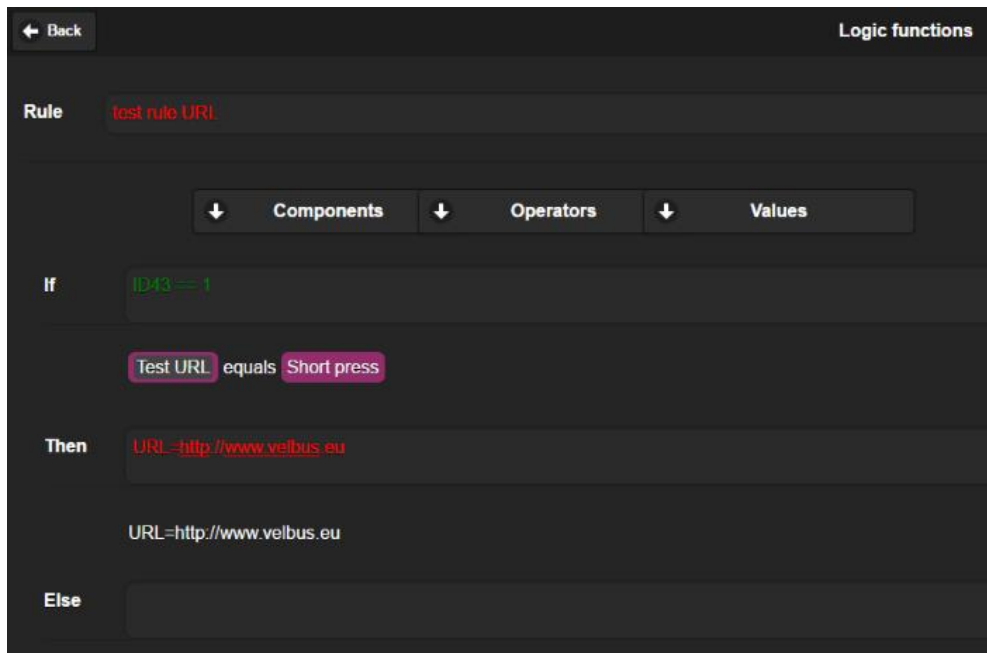 Back Logic functions
Rule test rule URL
Components Operators Values
If ID43 == 1
Test URL equals Short press
Then URL=http://www.velbus.eu
URL=http://www.velbus.eu
Else